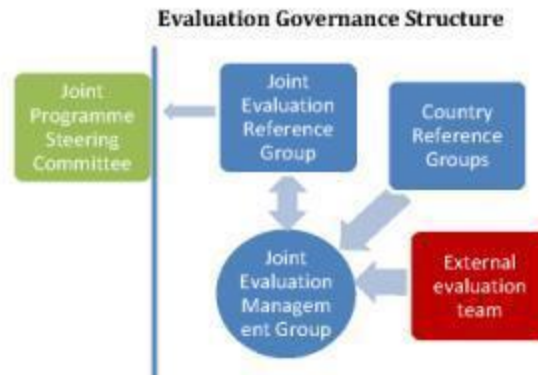 Evaluation Governance Structure
Joint
Programme
Steering
Committee
Joint
Evaluation
Reference
Group
Country
Reference
Groups
Joint
Evaluation
Managem
ent Group
External
evaluation
team